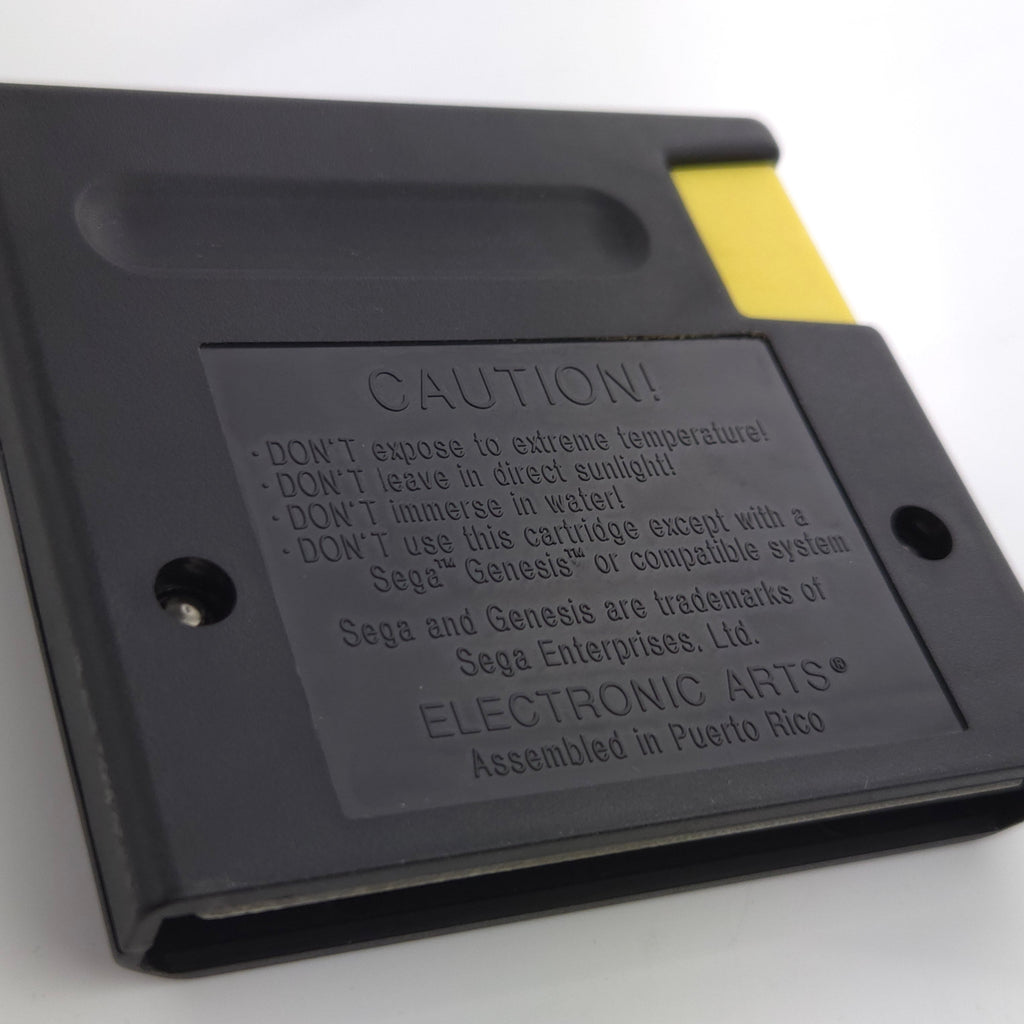 CAUTION!
· DON'T expose to extreme temperature!
· DON'T leave in direct sunlight!
· DON'T immerse in water!
· DON'T use this cartridge except with a
Sega™ Genesis™ or compatible system
Sega and Genesis are trademarks of
Sega Enterprises, Ltd.
ELECTRONIC ARTS®
Assembled in Puerto Rico